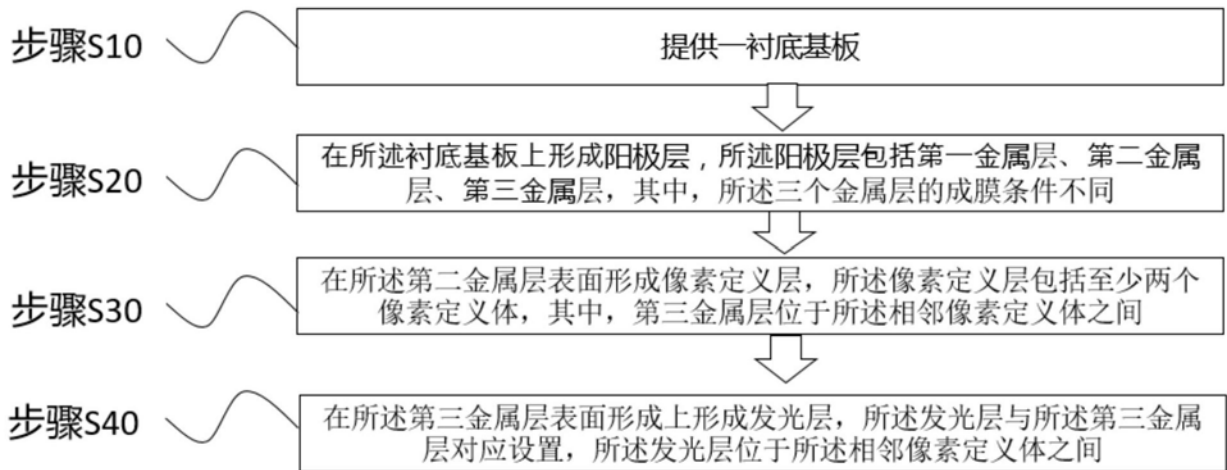 步骤S10
提供一衬底基板
步骤S20
在所述衬底基板上形成阳极层，所述阳极层包括第一金属层、第二金属
层、第三金属层，其中，所述三个金属层的成膜条件不同
步骤S30
在所述第二金属层表面形成像素定义层，所述像素定义层包括至少两个
像素定义体，其中，第三金属层位于所述相邻像素定义体之间
步骤S40
在所述第三金属层表面形成上形成发光层，所述发光层与所述第三金属
层对应设置，所述发光层位于所述相邻像素定义体之间